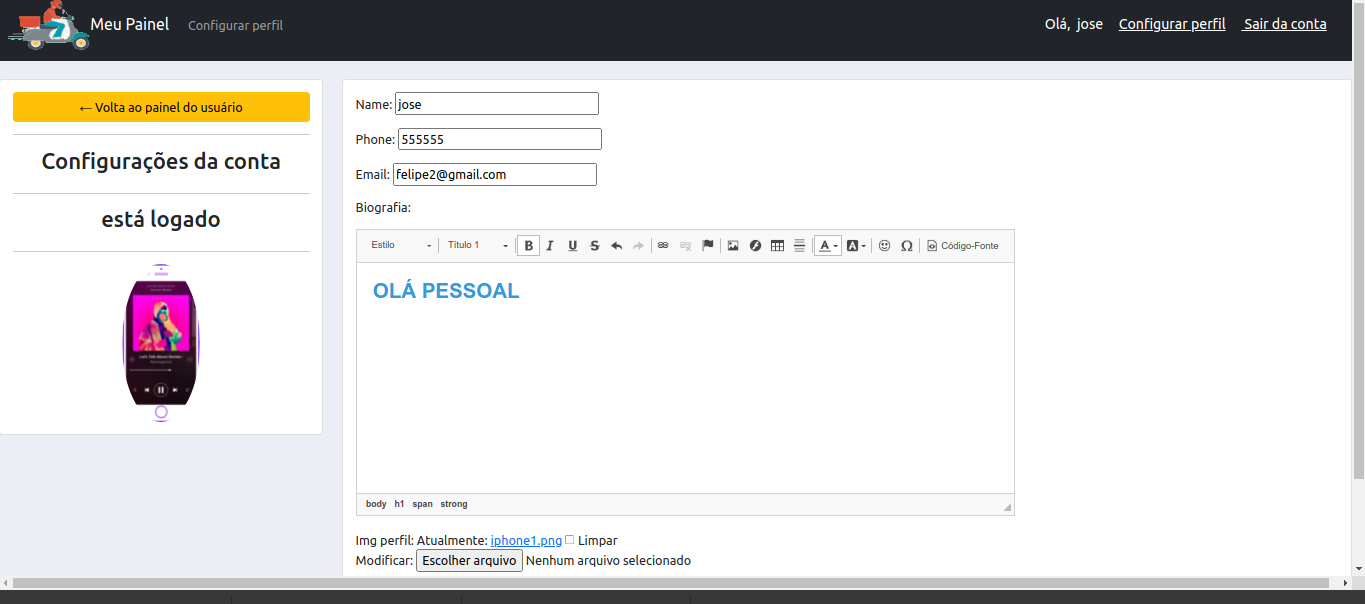 Meu Painel Configurar perfil Olá, jose Configurar perfil Sair da conta
← Volta ao painel do usuário
Configurações da conta
está logado
Name: jose
Phone: 555555
Email: felipe2@gmail.com
Biografia:
Estilo Título 1 B I U S A A Ω Código-Fonte
OLÁ PESSOAL
body h1 span strong
Img perfil: Atualmente: iphone1.png Limpar
Modificar: Escolher arquivo Nenhum arquivo selecionado